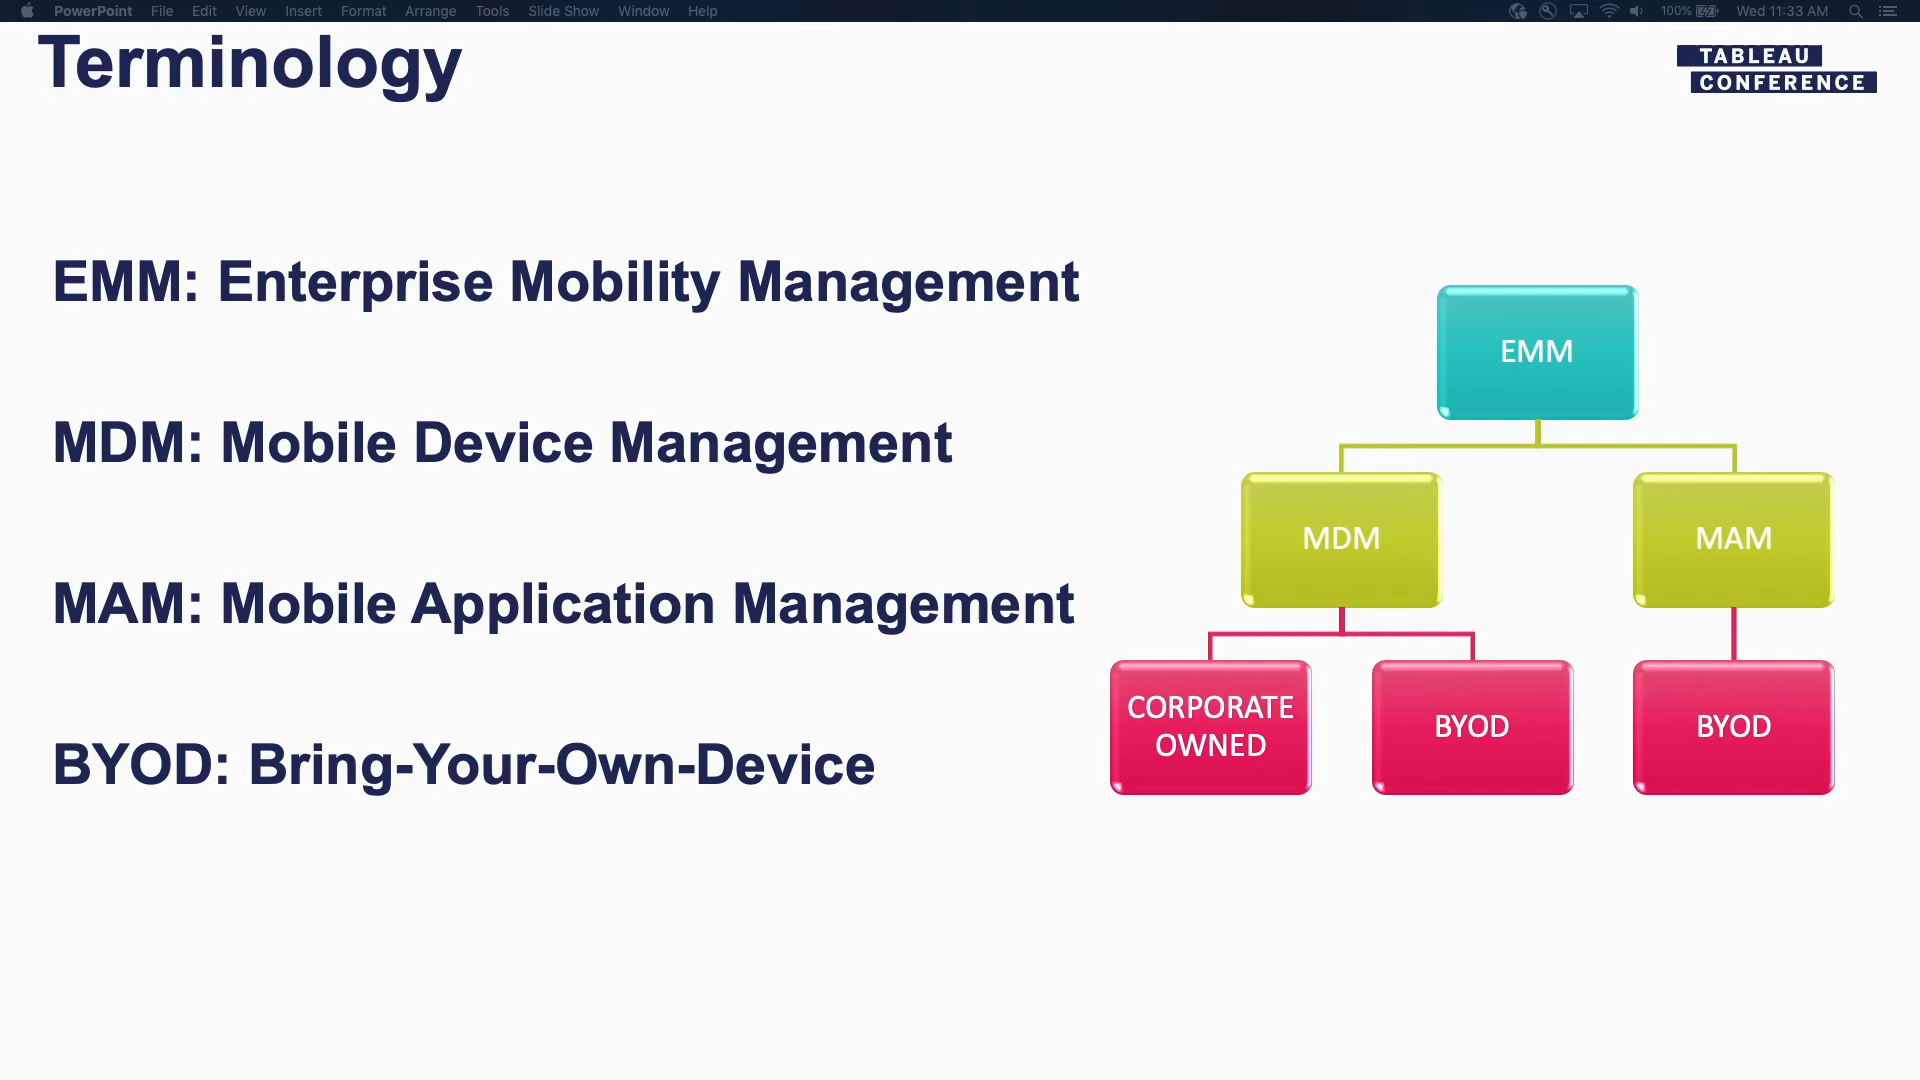 PowerPoint File Edit View Insert Format Arrange Tools Slide Show Window Help 100% Wed 11:33 AM
Terminology
TABLEAU
CONFERENCE
EMM: Enterprise Mobility Management
MDM: Mobile Device Management
MAM: Mobile Application Management
BYOD: Bring-Your-Own-Device
EMM
MDM MAM
CORPORATE
OWNED
BYOD
BYOD